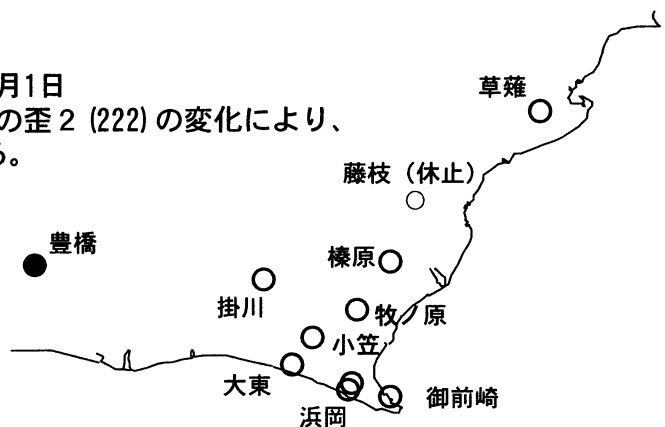 月1日
の歪２(222)の変化により、
る。
草薙
藤枝（休止）
豊橋
榛原
掛川
牧ノ原
小笠
大東
浜岡
御前崎